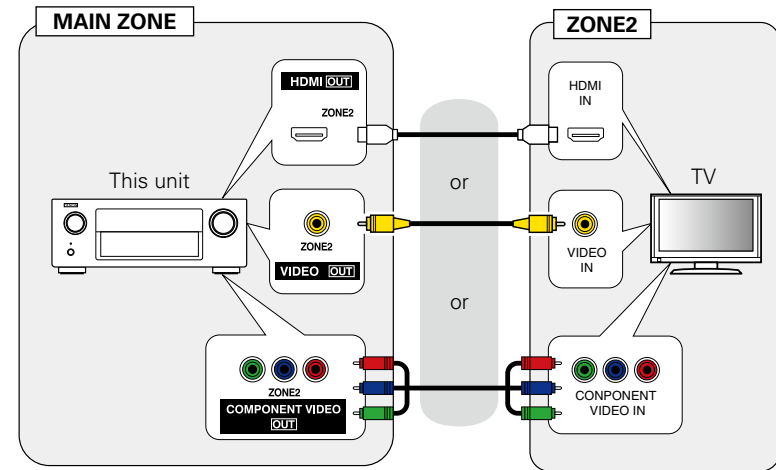 MAIN ZONE
ZONE2
HDMI OUT
ZONE2
HDMI
IN
This unit
or
TV
ZONE2
VIDEO OUT
VIDEO
IN
or
ZONE2
COMPONENT VIDEO
OUT
COMPONENT
VIDEO IN